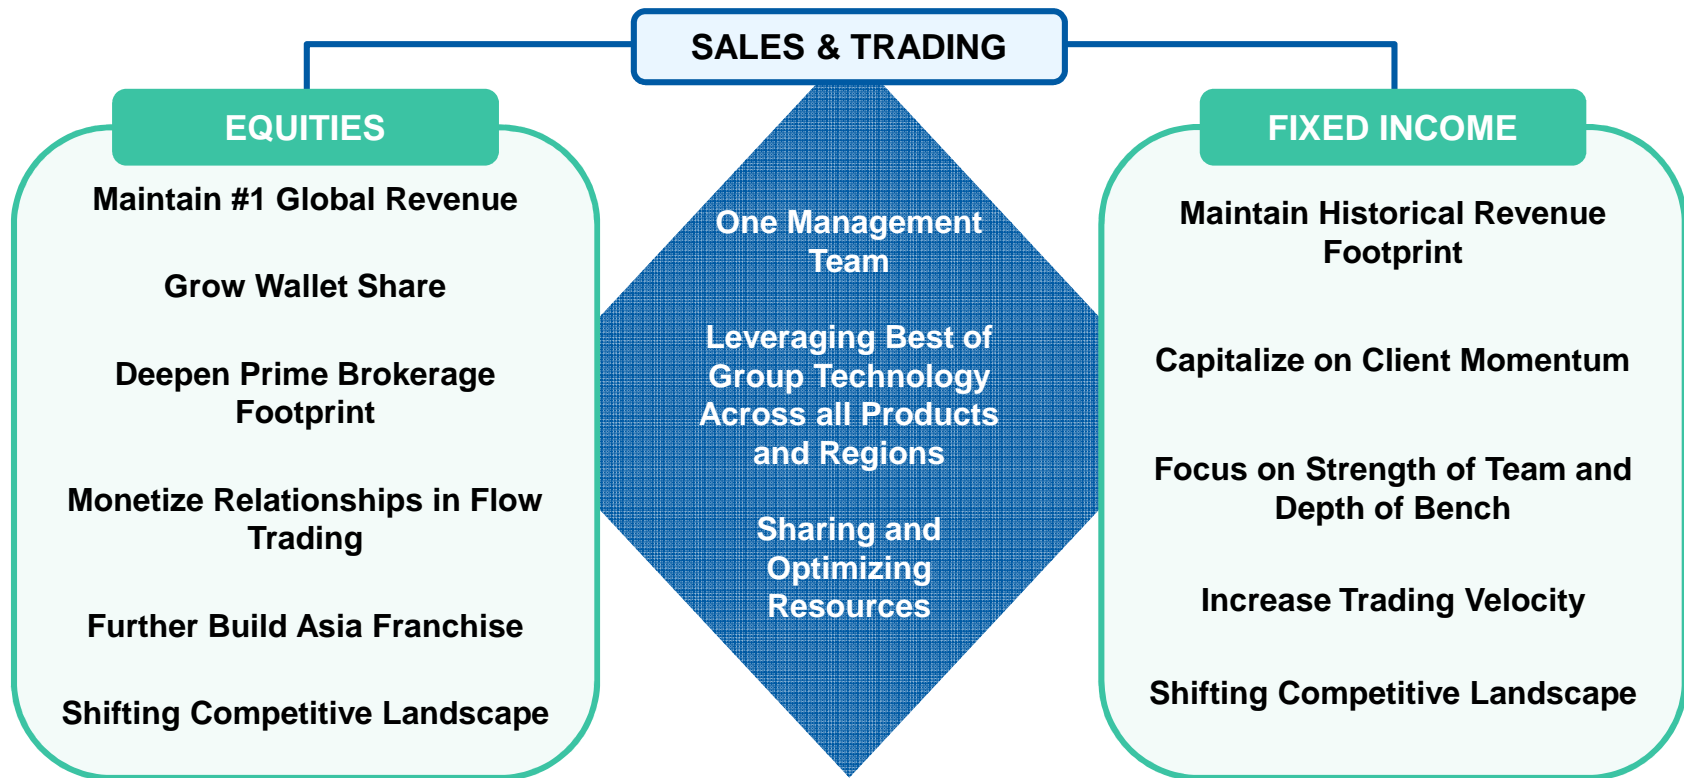 SALES & TRADING
EQUITIES
Maintain #1 Global Revenue
Grow Wallet Share
Deepen Prime Brokerage
Footprint
Monetize Relationships in Flow
Trading
Further Build Asia Franchise
Shifting Competitive Landscape
One Management
Team
Leveraging Best of
Group Technology
Across all Products
and Regions
Sharing and
Optimizing
Resources
FIXED INCOME
Maintain Historical Revenue
Footprint
Capitalize on Client Momentum
Focus on Strength of Team and
Depth of Bench
Increase Trading Velocity
Shifting Competitive Landscape